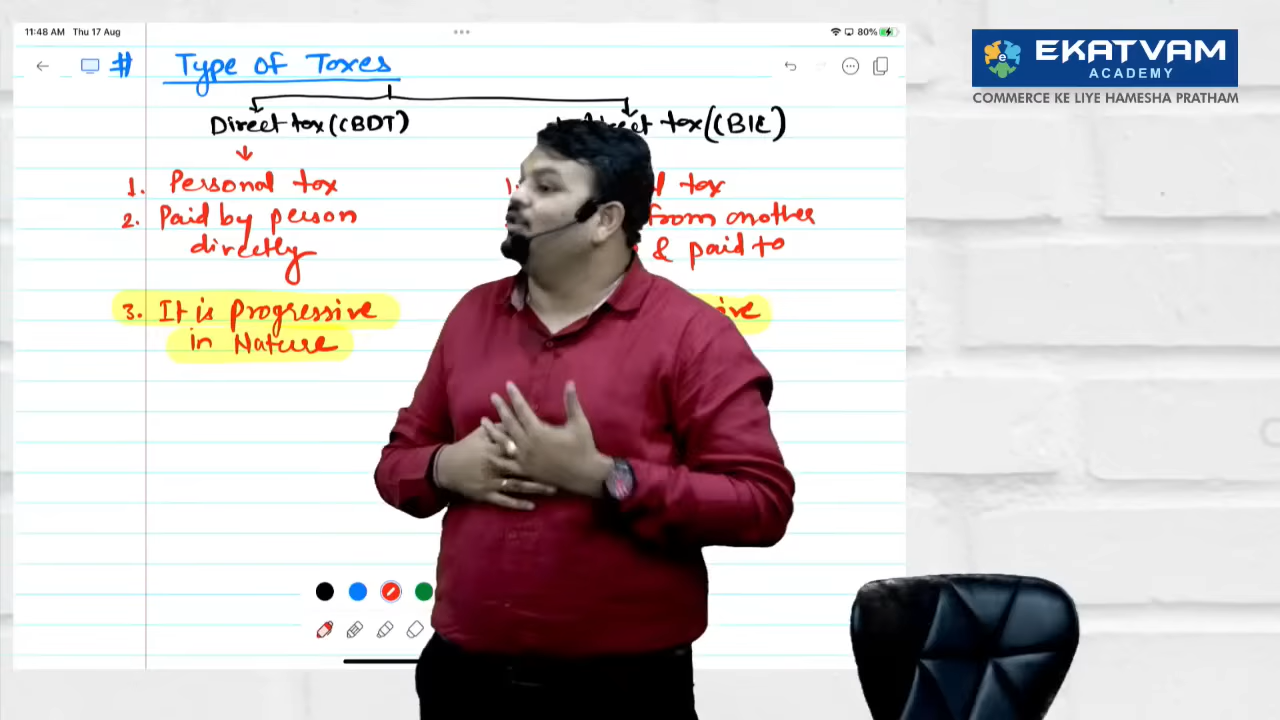 11:48 AM Thu 17 Aug
80%
EKATVAM
ACADEMY
COMMERCE KE LIYE HAMESHA PRATHAM
# Type of Taxes
Direct tax (CBDT)
tax (CBIC)
1. Personal tax
2. Paid by person
directly
3. It is Progressive
in Nature
1. tax
from another
& paid to